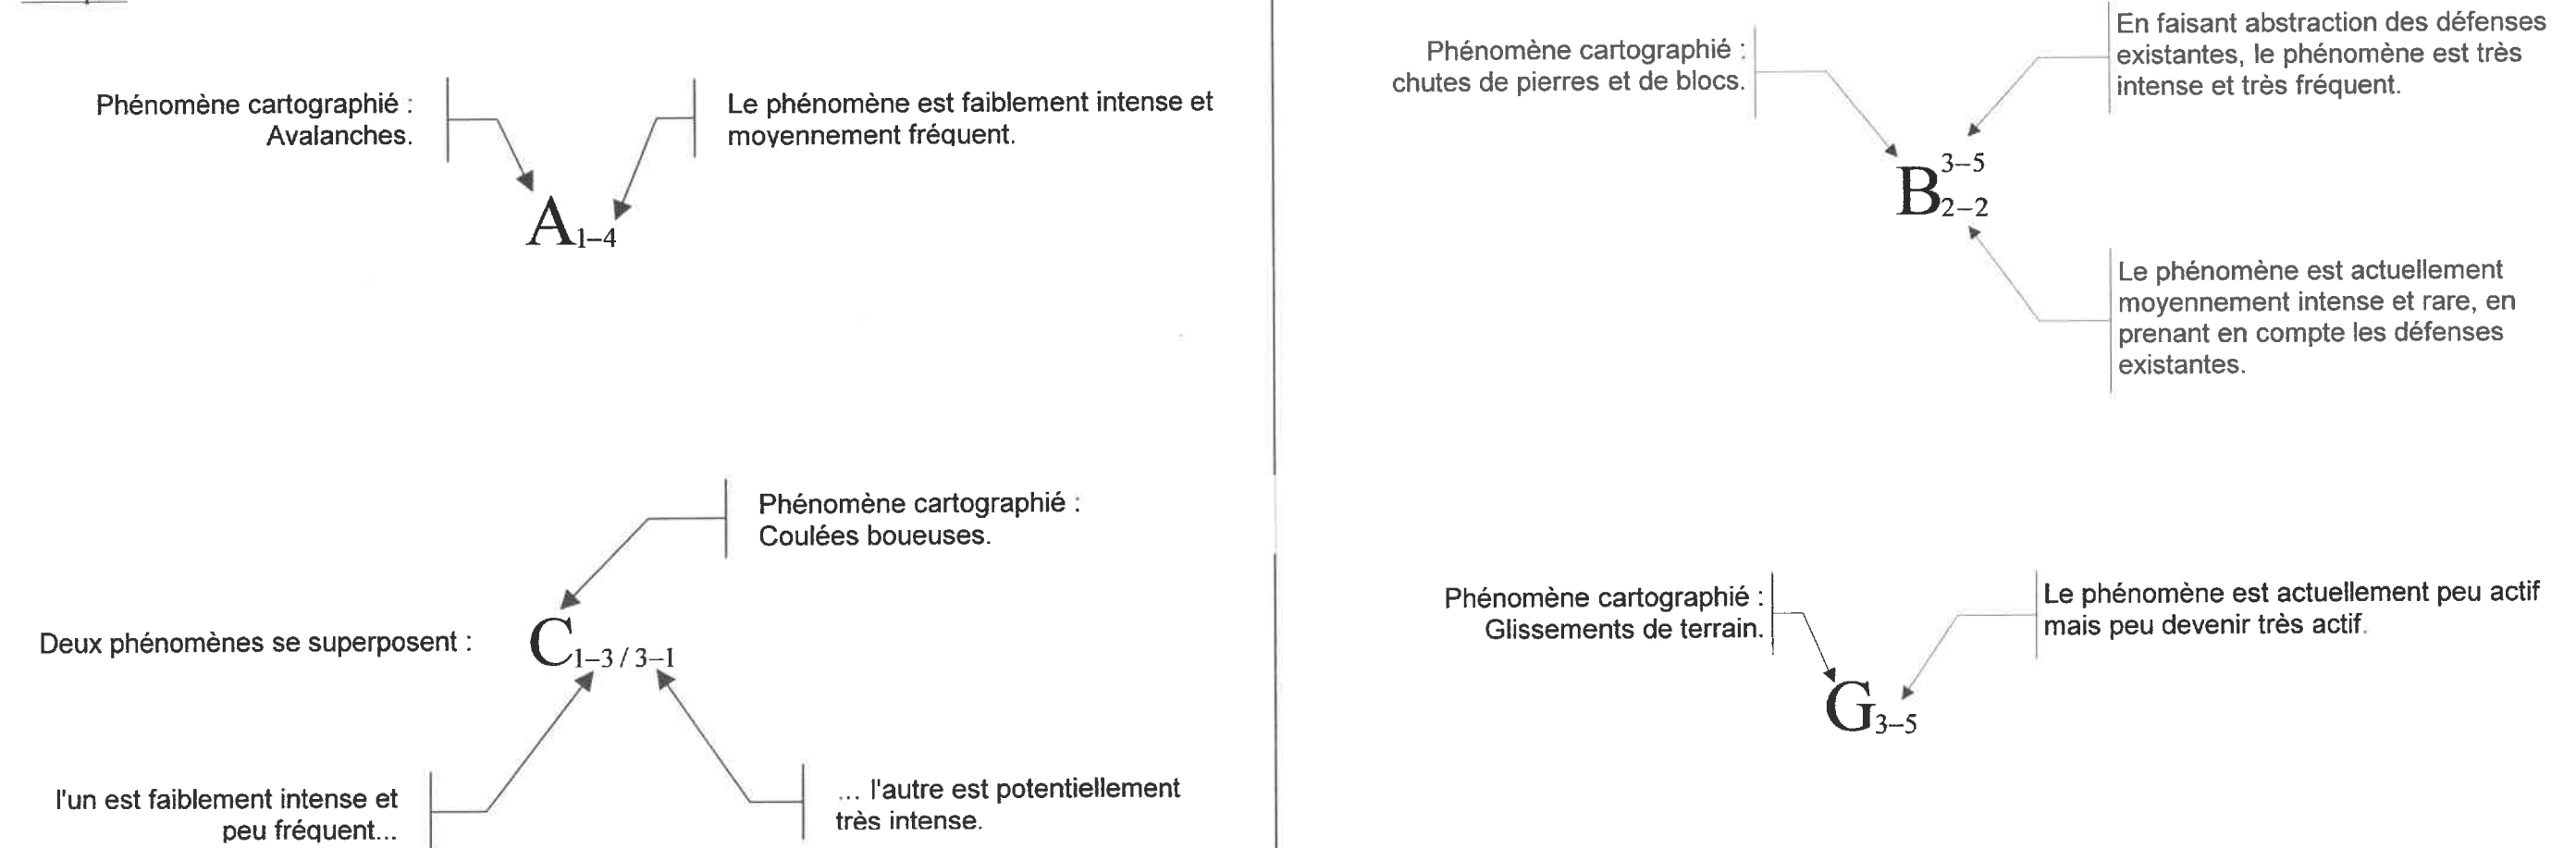 Phénomène cartographié :
Avalanches.
Le phénomène est faiblement intense et
moyennement fréquent.
A1–4
Phénomène cartographié :
Coulées boueuses.
Deux phénomènes se superposent :
C1–3 / 3–1
l'un est faiblement intense et
peu fréquent...
... l'autre est potentiellement
très intense.
Phénomène cartographié :
chutes de pierres et de blocs.
En faisant abstraction des défenses
existantes, le phénomène est très
intense et très fréquent.
3–5
B2–2
Le phénomène est actuellement
moyennement intense et rare, en
prenant en compte les défenses
existantes.
Phénomène cartographié :
Glissements de terrain.
Le phénomène est actuellement peu actif
mais peu devenir très actif.
G3–5